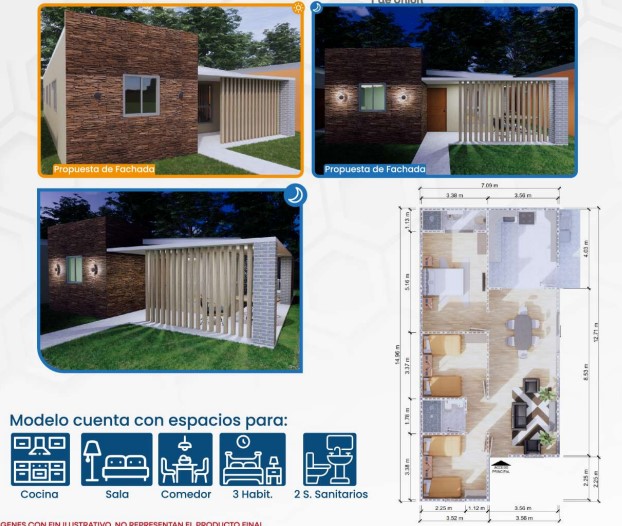 Propuesta de Fachada
Propuesta de Fachada
7.09 m
3.38 m
3.56 m
1.13 m
5.16 m
4.03 m
14.96 m
12.71 m
3.37 m
8.53 m
1.78 m
3.38 m
ACCESO
PRINCIPAL
2.25 m
2.25 m
2.25 m
1.12 m
3.56 m
3.52 m
3.56 m
Modelo cuenta con espacios para:
Cocina
Sala
Comedor
3 Habit.
2 S. Sanitarios
GENES CON FIN ILUSTRATIVO, NO REPRESENTAN EL PRODUCTO FINAL